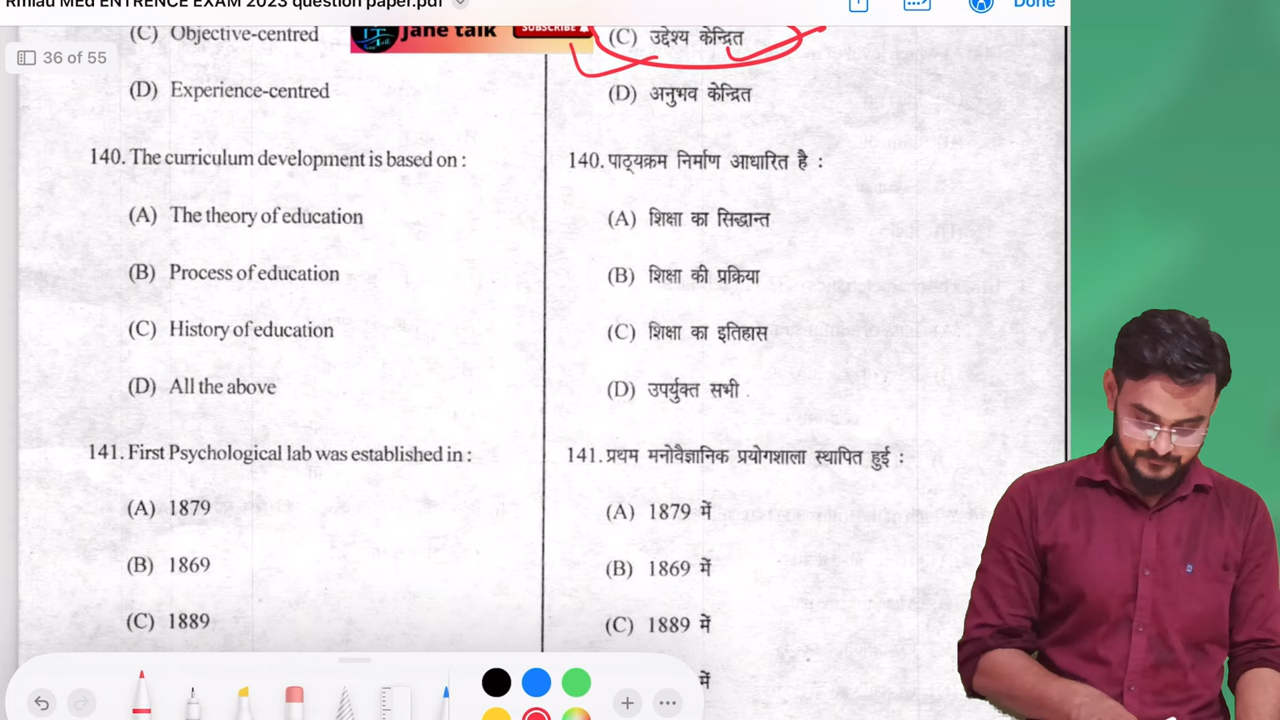 Rmlau MEd ENTRENCE EXAM 2023 question paper.pdf
Done
36 of 55
(C) Objective-centred
Jane talk
SUBSCRIBE
(D) Experience-centred
140. The curriculum development is based on :
(A) The theory of education
(B) Process of education
(C) History of education
(D) All the above
141. First Psychological lab was established in :
(A) 1879
(B) 1869
(C) 1889
(C) उद्देश्य केन्द्रित
(D) अनुभव केन्द्रित
140. पाठ्यक्रम निर्माण आधारित है :
(A) शिक्षा का सिद्धान्त
(B) शिक्षा की प्रक्रिया
(C) शिक्षा का इतिहास
(D) उपर्युक्त सभी
141. प्रथम मनोवैज्ञानिक प्रयोगशाला स्थापित हुई :
(A) 1879 में
(B) 1869 में
(C) 1889 में
में